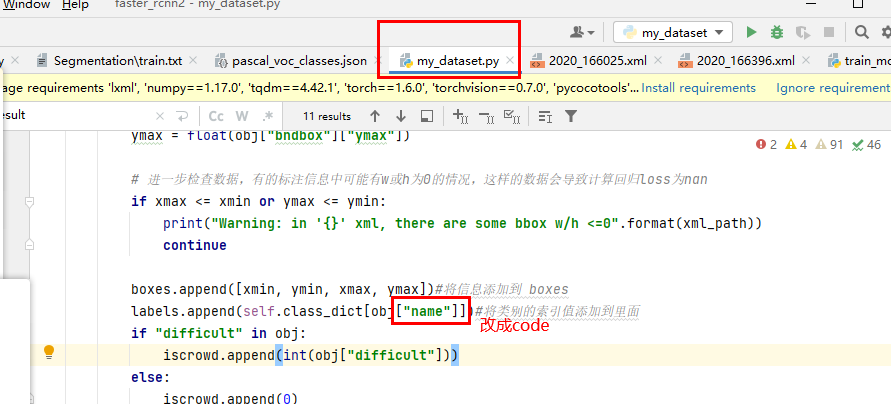 Window Help faster_rcnn2 - my_dataset.py
my_dataset
Segmentation\train.txt pascal_voc_classes.json my_dataset.py 2020_166025.xml 2020_166396.xml train_mo
age requirements 'lxml', 'numpy==1.17.0', 'tqdm==4.42.1', 'torch==1.6.0', 'torchvision==0.7.0', 'pycocotools'... Install requirements Ignore requirements
esult Cc W .* 11 results
ymax = float(obj["bndbox"]["ymax"])
2 4 91 46
# 进一步检查数据，有的标注信息中可能有w或h为0的情况，这样的数据会导致计算回归loss为nan
if xmax <= xmin or ymax <= ymin:
print("Warning: in '{}' xml, there are some bbox w/h <=0".format(xml_path))
continue
boxes.append([xmin, ymin, xmax, ymax])#将信息添加到 boxes
labels.append(self.class_dict[obj["name"]])#将类别的索引值添加到里面
改成code
if "difficult" in obj:
iscrowd.append(int(obj["difficult"]))
else:
iscrowd.append(0)